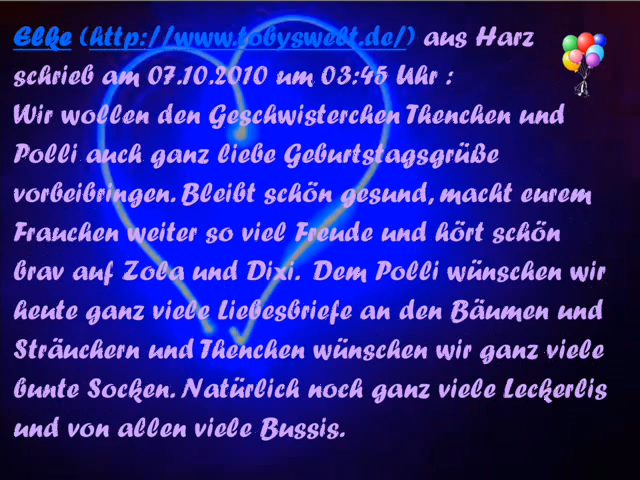 Elke (http://www.tobyswelt.de/) aus Harz
schrieb am 07.10.2010 um 03:45 Uhr :
Wir wollen den Geschwisterchen Thenchen und
Polli auch ganz liebe Geburtstagsgrüße
vorbeibringen. Bleibt schön gesund, macht eurem
Frauchen weiter so viel Freude und hört schön
brav auf Zola und Dixi. Dem Polli wünschen wir
heute ganz viele Liebesbriefe an den Bäumen und
Sträuchern und Thenchen wünschen wir ganz viele
bunte Socken. Natürlich noch ganz viele Leckerlis
und von allen viele Bussis.